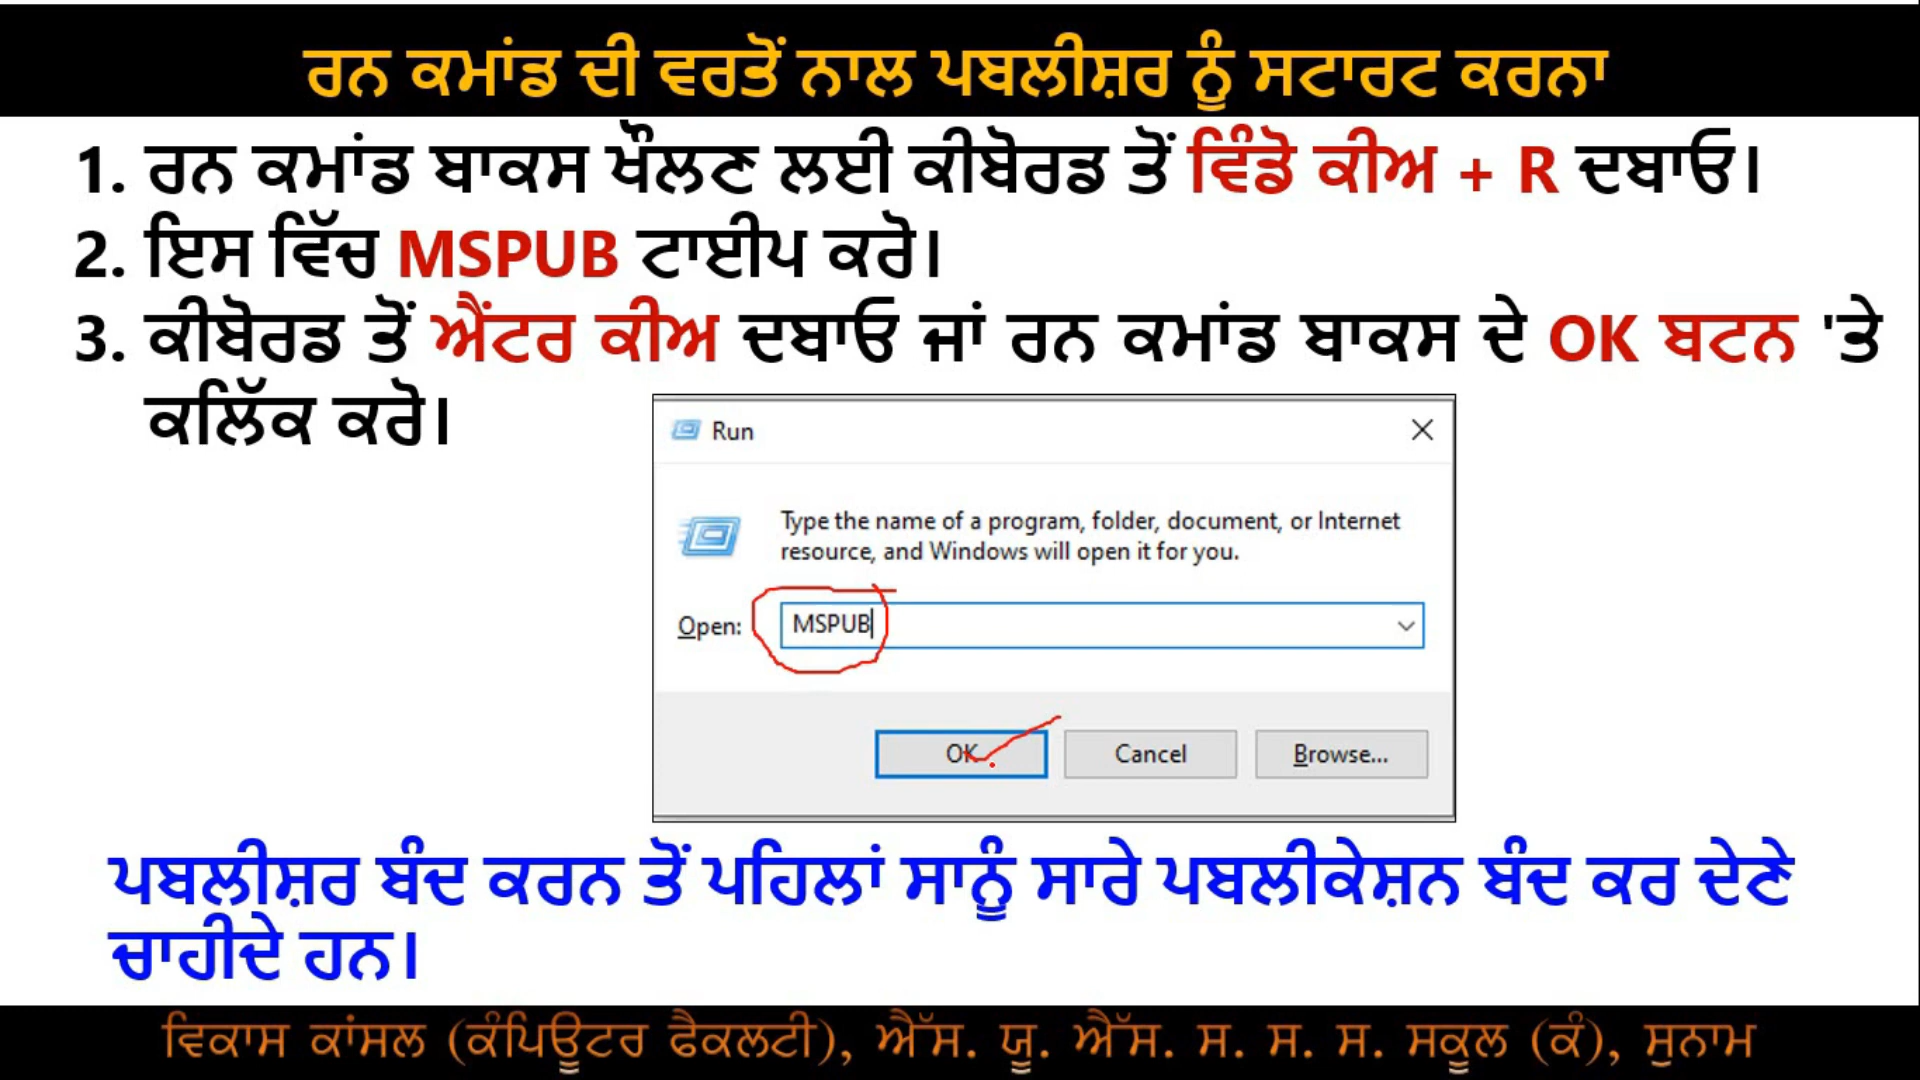 ਰਨ ਕਮਾਂਡ ਦੀ ਵਰਤੋਂ ਨਾਲ ਪਬਲੀਸ਼ਰ ਨੂੰ ਸਟਾਰਟ ਕਰਨਾ
1. ਰਨ ਕਮਾਂਡ ਬਾਕਸ ਖੌਲਣ ਲਈ ਕੀਬੋਰਡ ਤੋਂ ਵਿੰਡੋ ਕੀਅ + R ਦਬਾਓ।
2. ਇਸ ਵਿੱਚ MSPUB ਟਾਈਪ ਕਰੋ।
3. ਕੀਬੋਰਡ ਤੋਂ ਐਂਟਰ ਕੀਅ ਦਬਾਓ ਜਾਂ ਰਨ ਕਮਾਂਡ ਬਾਕਸ ਦੇ OK ਬਟਨ 'ਤੇ
ਕਲਿੱਕ ਕਰੋ।
Run
Type the name of a program, folder, document, or Internet
resource, and Windows will open it for you.
Open: MSPUB
OK Cancel Browse...
ਪਬਲੀਸ਼ਰ ਬੰਦ ਕਰਨ ਤੋਂ ਪਹਿਲਾਂ ਸਾਨੂੰ ਸਾਰੇ ਪਬਲੀਕੇਸ਼ਨ ਬੰਦ ਕਰ ਦੇਣੇ
ਚਾਹੀਦੇ ਹਨ।
ਵਿਕਾਸ ਕਾਂਸਲ (ਕੰਪਿਊਟਰ ਫੈਕਲਟੀ), ਐੱਸ. ਯੂ. ਐੱਸ. ਸ. ਸ. ਸ. ਸਕੂਲ (ਕੰ), ਸੁਨਾਮ